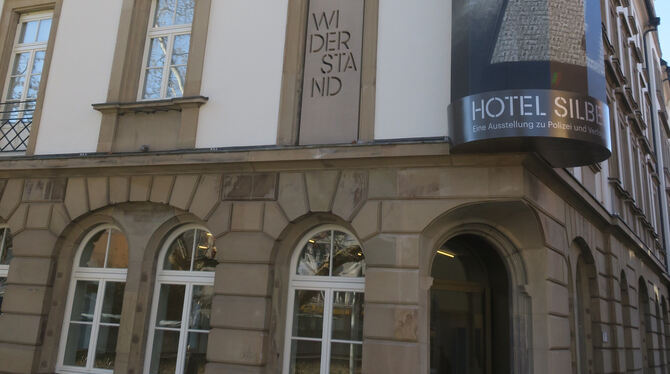 WI
DER
STA
ND
HOTEL SILBE
Eine Ausstellung zu Polizei und